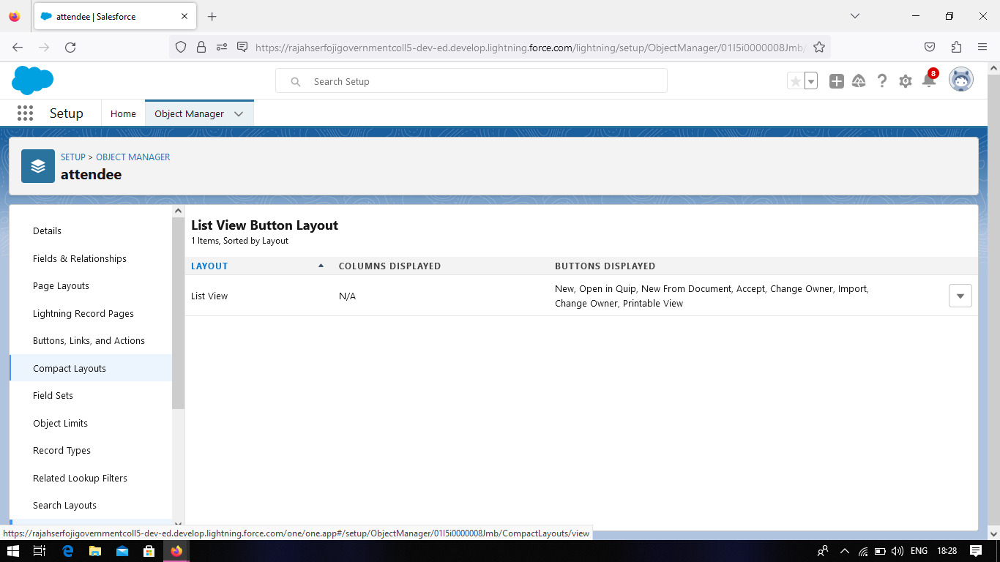 attendee | Salesforce
https://rajahserfojigovernmentcoll5-dev-ed.develop.lightning.force.com/lightning/setup/ObjectManager/01I5i0000008Jmb/
Search Setup
8
Setup
Home
Object Manager
SETUP > OBJECT MANAGER
attendee
Details
Fields & Relationships
Page Layouts
Lightning Record Pages
Buttons, Links, and Actions
Compact Layouts
Field Sets
Object Limits
Record Types
Related Lookup Filters
Search Layouts
List View Button Layout
1 Items, Sorted by Layout
LAYOUT COLUMNS DISPLAYED BUTTONS DISPLAYED
List View N/A New, Open in Quip, New From Document, Accept, Change Owner, Import,
Change Owner, Printable View
https://rajahserfojigovernmentcoll5-dev-ed.develop.lightning.force.com/one/one.app#/setup/ObjectManager/01I5i0000008Jmb/CompactLayouts/view
ENG 18:28